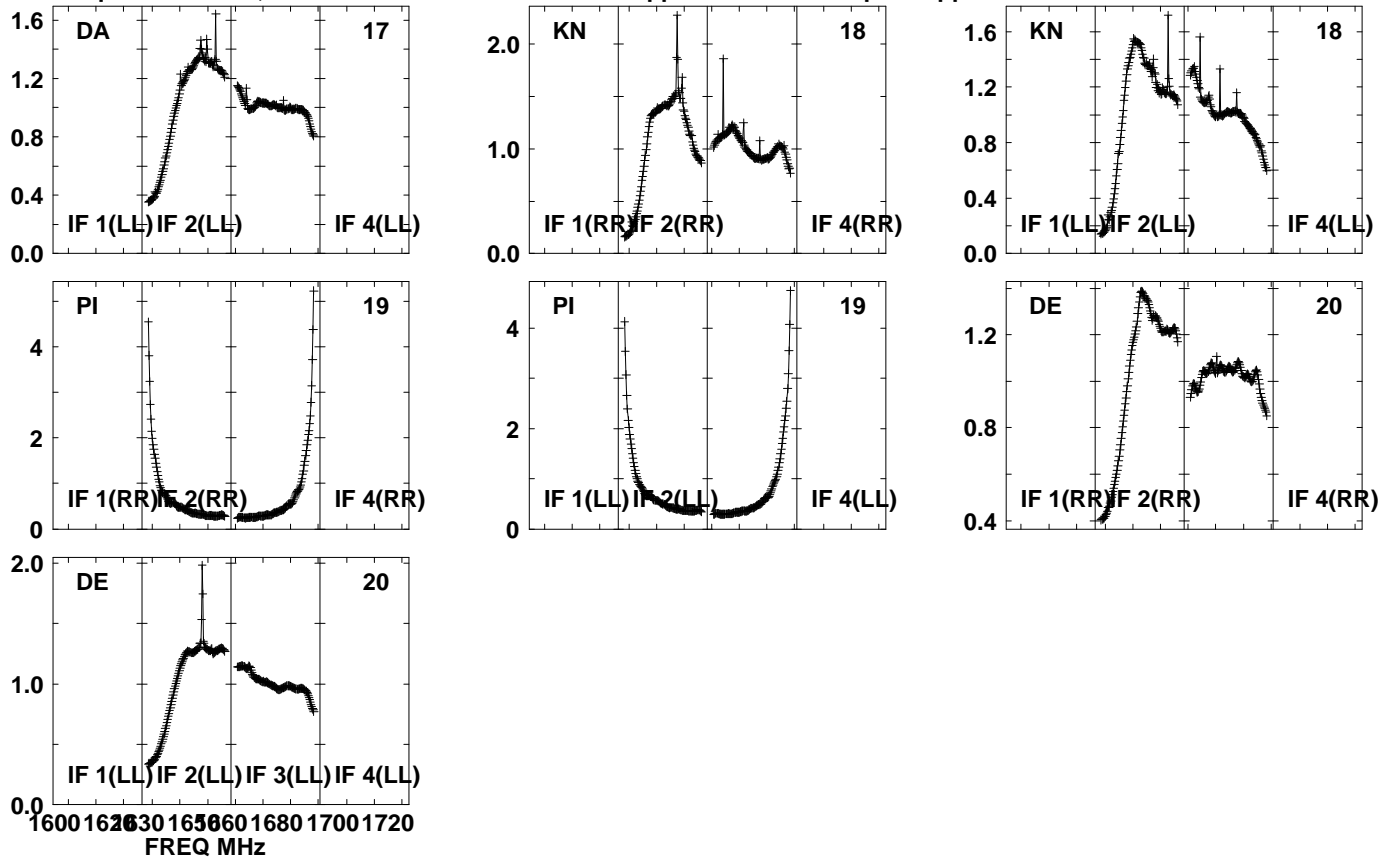 DA 17
1.6
1.2
0.8
0.4
0.0
IF 1(LL) IF 2(LL) IF 4(LL)
KN 18
2.0
1.0
0.0
IF 1(RR) IF 2(RR) IF 4(RR)
KN 18
1.6
1.2
0.8
0.4
0.0
IF 1(LL) IF 2(LL) IF 4(LL)
PI 19
4
2
0
IF 1(RR) IF 2(RR) IF 4(RR)
PI 19
4
2
0
IF 1(LL) IF 2(LL) IF 4(LL)
DE 20
1.2
0.8
0.4
IF 1(RR) IF 2(RR) IF 4(RR)
DE 20
2.0
1.0
0.0
IF 1(LL) IF 2(LL) IF 3(LL) IF 4(LL)
1600 1630 1660 1680 1700 1720
FREQ MHz